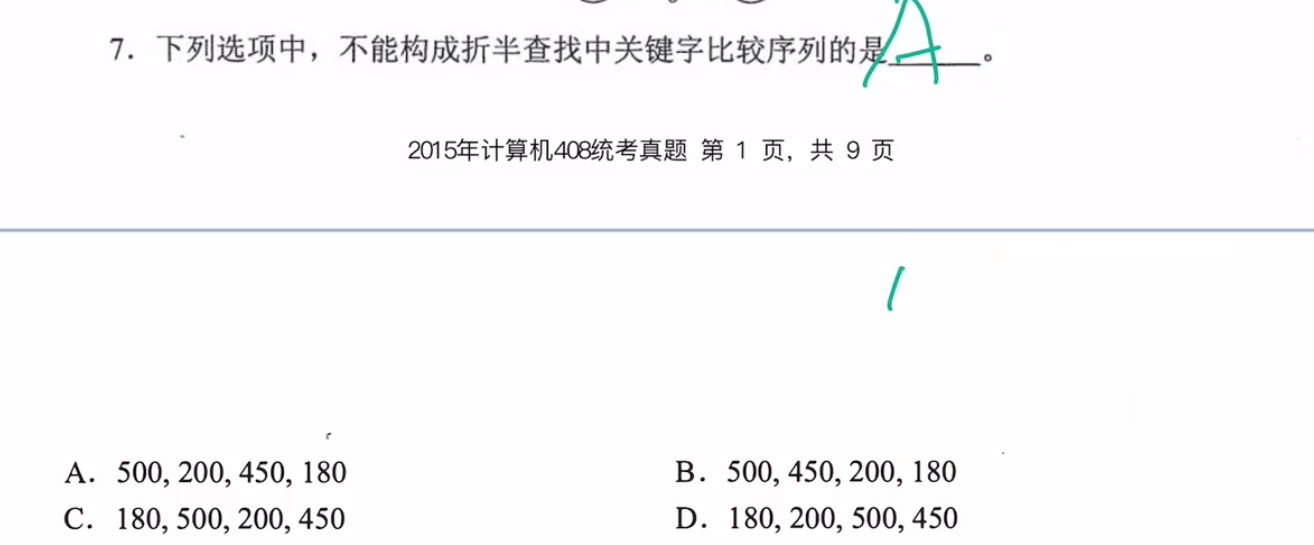 7. 下列选项中，不能构成折半查找中关键字比较序列的是 A 。
2015年计算机408统考真题 第 1 页，共 9 页
A. 500, 200, 450, 180
B. 500, 450, 200, 180
C. 180, 500, 200, 450
D. 180, 200, 500, 450